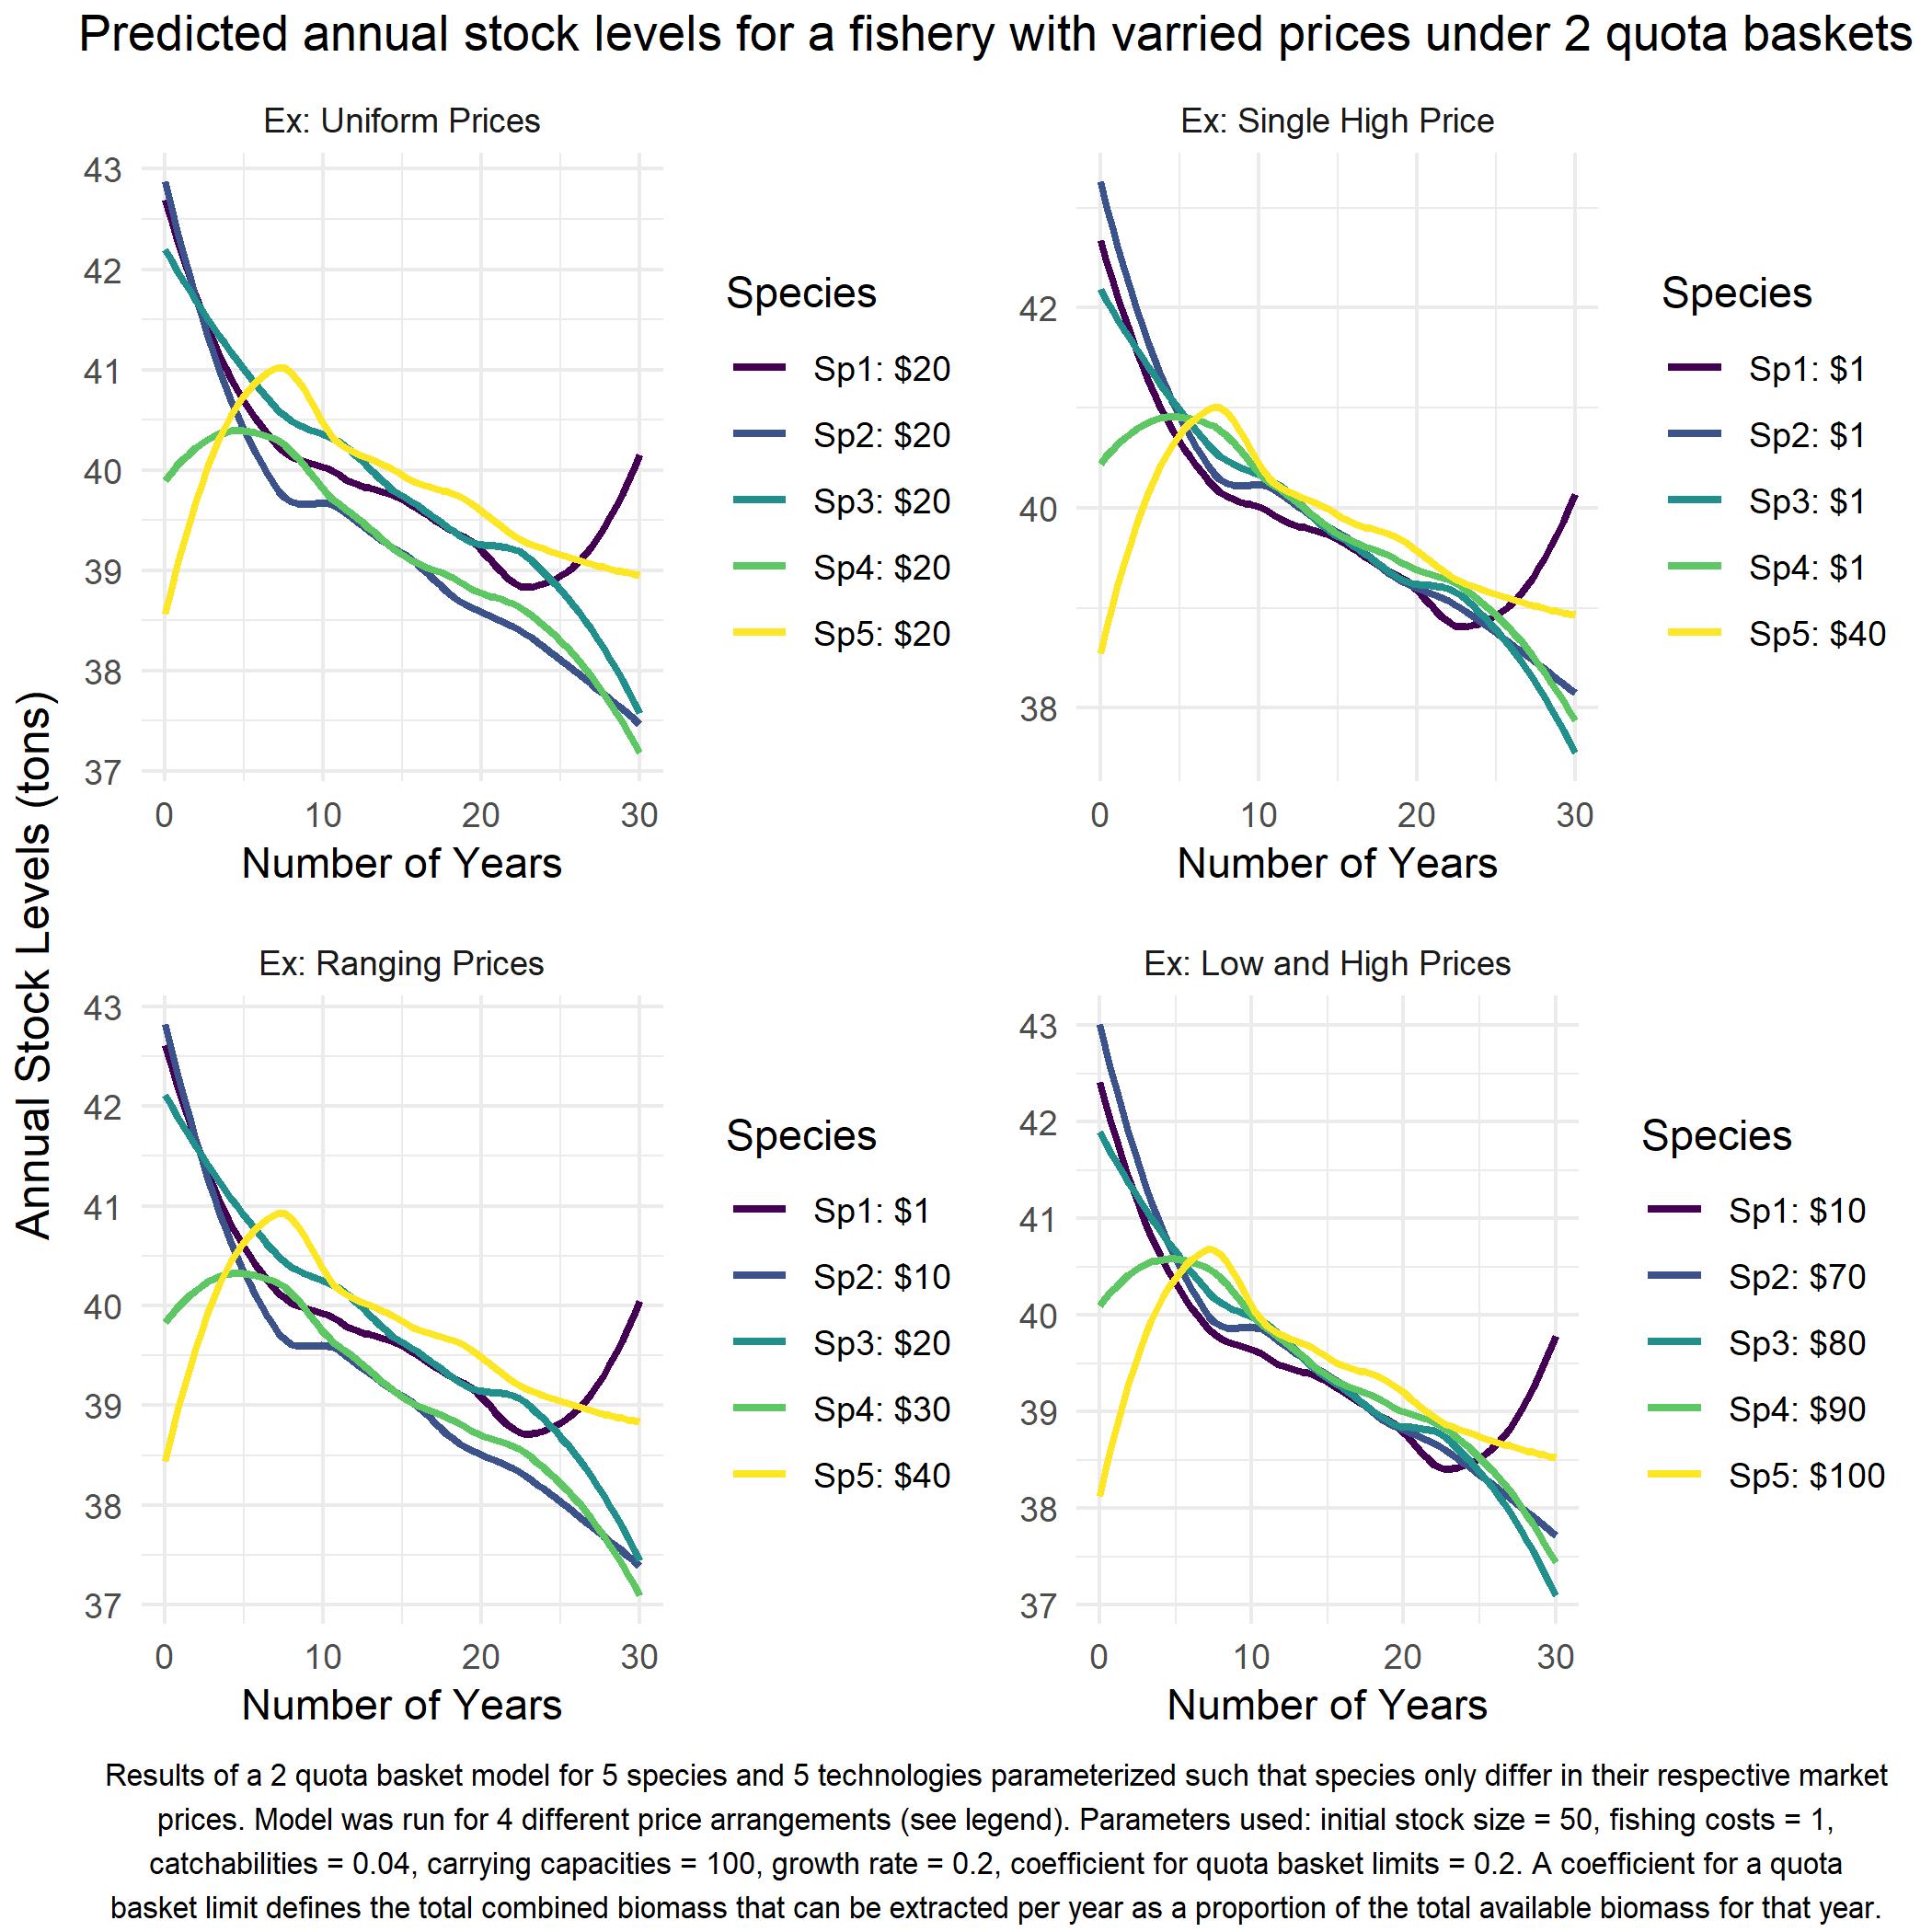 Predicted annual stock levels for a fishery with varried prices under 2 quota baskets
Annual Stock Levels (tons)
Ex: Uniform Prices
43
42
41
40
39
38
37
0 10 20 30
Number of Years
Species
Sp1: $20
Sp2: $20
Sp3: $20
Sp4: $20
Sp5: $20
Ex: Single High Price
42
40
38
0 10 20 30
Number of Years
Species
Sp1: $1
Sp2: $1
Sp3: $1
Sp4: $1
Sp5: $40
Ex: Ranging Prices
43
42
41
40
39
38
37
0 10 20 30
Number of Years
Species
Sp1: $1
Sp2: $10
Sp3: $20
Sp4: $30
Sp5: $40
Ex: Low and High Prices
43
42
41
40
39
38
37
0 10 20 30
Number of Years
Species
Sp1: $10
Sp2: $70
Sp3: $80
Sp4: $90
Sp5: $100
Results of a 2 quota basket model for 5 species and 5 technologies parameterized such that species only differ in their respective market
prices. Model was run for 4 different price arrangements (see legend). Parameters used: initial stock size = 50, fishing costs = 1,
catchabilities = 0.04, carrying capacities = 100, growth rate = 0.2, coefficient for quota basket limits = 0.2. A coefficient for a quota
basket limit defines the total combined biomass that can be extracted per year as a proportion of the total available biomass for that year.